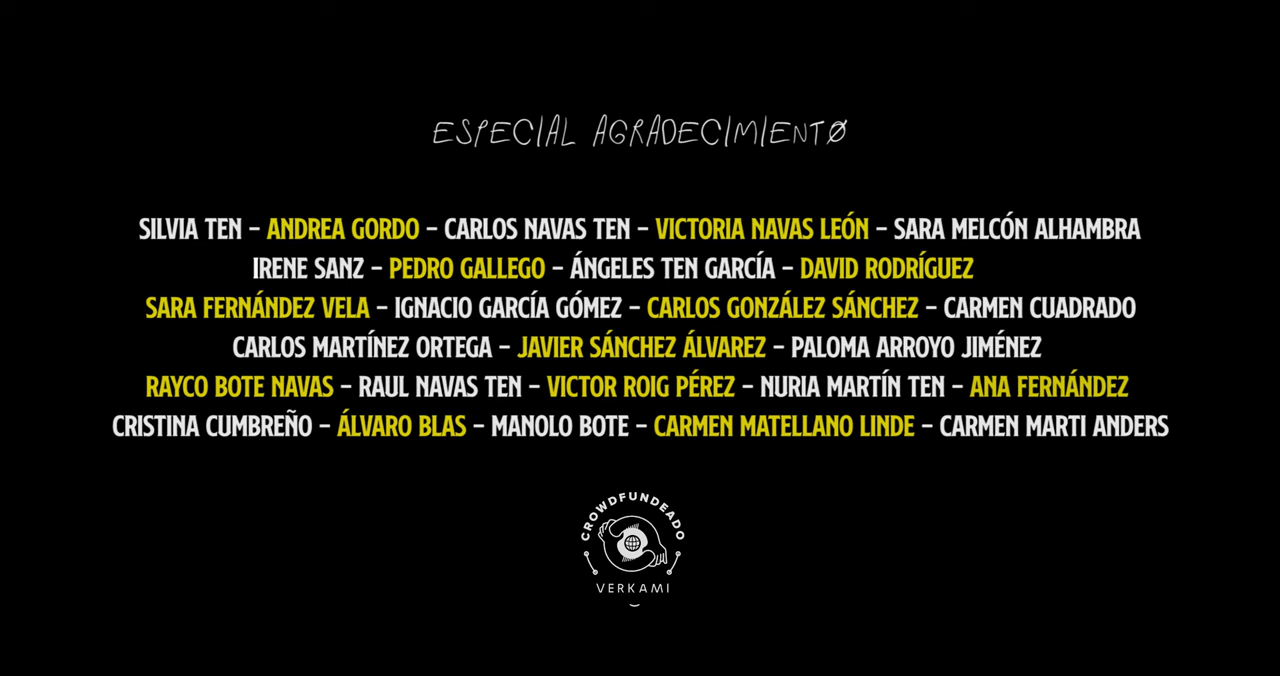 ESPECIAL AGRADECIMIENTO
SILVIA TEN – ANDREA GORDO – CARLOS NAVAS TEN – VICTORIA NAVAS LEÓN – SARA MELCÓN ALHAMBRA
IRENE SANZ – PEDRO GALLEGO – ÁNGELES TEN GARCÍA – DAVID RODRÍGUEZ
SARA FERNÁNDEZ VELA – IGNACIO GARCÍA GÓMEZ – CARLOS GONZÁLEZ SÁNCHEZ – CARMEN CUADRADO
CARLOS MARTÍNEZ ORTEGA – JAVIER SÁNCHEZ ÁLVAREZ – PALOMA ARROYO JIMÉNEZ
RAYCO BOTE NAVAS – RAUL NAVAS TEN – VICTOR ROIG PÉREZ – NURIA MARTÍN TEN – ANA FERNÁNDEZ
CRISTINA CUMBREÑO – ÁLVARO BLAS – MANOLO BOTE – CARMEN MATELLANO LINDE – CARMEN MARTI ANDERS
CROWDFUNDEADO
VERKAMI